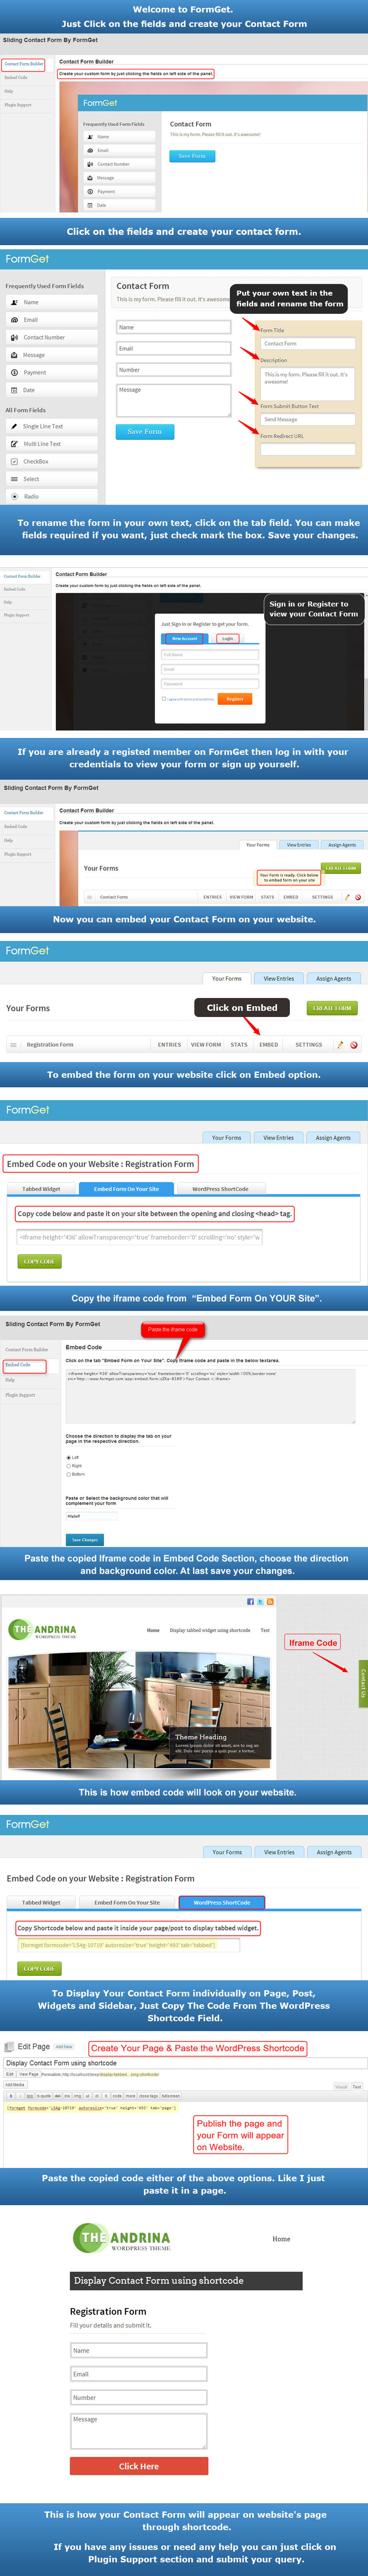 Welcome to FormGet.
Just Click on the fields and create your Contact Form
Sliding Contact Form By FormGet
Contact Form Builder
Embed Code
Help
Plugin Support
Contact Form Builder
Create your custom form by just clicking the fields on left side of the panel.
FormGet
Frequently Used Form Fields
Name
Email
Contact Number
Message
Payment
Date
Contact Form
This is my form. Please fill it out. It's awesome!
Save Form
Click on the fields and create your contact form.
FormGet
Frequently Used Form Fields
Name
Email
Contact Number
Message
Payment
Date
All Form Fields
Single Line Text
Multi Line Text
CheckBox
Select
Radio
Contact Form
This is my form. Please fill it out. It's awesome
Name
Email
Number
Message
Save Form
Put your own text in the
fields and rename the form
Form Title
Contact Form
Description
This is my form. Please fill it out. It's
awesome!
Form Submit Button Text
Send Message
Form Redirect URL
To rename the form in your own text, click on the tab field. You can make
fields required if you want, just check mark the box. Save your changes.
Contact Form Builder
Embed Code
Help
Plugin Support
Contact Form Builder
Create your custom form by just clicking the fields on left side of the panel.
Just Sign in or Register to get your form.
New Account
Login
Full Name
Email
Password
I agree with terms and conditions.
Register
Sign in or Register to
view your Contact Form
If you are already a registed member on FormGet then log in with your
credentials to view your form or sign up yourself.
Sliding Contact Form By FormGet
Contact Form Builder
Embed Code
Help
Plugin Support
Contact Form Builder
Create your custom form by just clicking the fields on left side of the panel.
Your Forms
View Entries
Assign Agents
Your Forms
CREATE FORM
Your Form is ready. Click below
to embed form on your site
Contact Form
ENTRIES
VIEW FORM
STATS
EMBED
SETTINGS
Now you can embed your Contact Form on your website.
FormGet
Your Forms
View Entries
Assign Agents
Your Forms
Click on Embed
CREATE FORM
Registration Form
ENTRIES
VIEW FORM
STATS
EMBED
SETTINGS
To embed the form on your website click on Embed option.
FormGet
Your Forms
View Entries
Assign Agents
Embed Code on your Website : Registration Form
Tabbed Widget
Embed Form On Your Site
WordPress ShortCode
Copy code below and paste it on your site between the opening and closing <head> tag.
<iframe height='436' allowTransparency='true' frameborder='0' scrolling='no' style='w
COPY CODE
Copy the iframe code from “Embed Form On YOUR Site”.
Sliding Contact Form By FormGet
Paste the iframe code
Contact Form Builder
Embed Code
Help
Plugin Support
Embed Code
Click on the tab "Embed Form on Your Site". Copy iframe code and paste in the below textarea.
Choose the direction to display the tab on your
page in the respective direction.
Left
Right
Bottom
Paste or Select the background color that will
complement your form
Save Changes
Paste the copied Iframe code in Embed Code Section, choose the direction
and background color. At last save your changes.
THE ANDRINA
WORDPRESS THEME
Home
Display tabbed widget using shortcode
Test
Iframe Code
Contact Us
Theme Heading
This is how embed code will look on your website.
FormGet
Your Forms
View Entries
Assign Agents
Embed Code on your Website : Registration Form
Tabbed Widget
Embed Form On Your Site
WordPress ShortCode
Copy Shortcode below and paste it inside your page/post to display tabbed widget.
[formget formcode='LSAg-10719' autoresize='true' height='493' tab='tabbed']
COPY CODE
To Display Your Contact Form individually on Page, Post,
Widgets and Sidebar, Just Copy The Code From The WordPress
Shortcode Field.
Edit Page
Add New
Create Your Page & Paste the WordPress Shortcode
Display Contact Form using shortcode
Edit
View Page
Add Media
Visual
Text
[formget formcode='LSAg-10719' autoresize='true' height='493' tab='page']
Publish the page and
your Form will appear
on Website.
Paste the copied code either of the above options. Like I just
paste it in a page.
THE ANDRINA
WORDPRESS THEME
Home
Display Contact Form using shortcode
Registration Form
Fill your details and submit it.
Name
Email
Number
Message
Click Here
This is how your Contact Form will appear on website's page
through shortcode.
If you have any issues or need any help you can just click on
Plugin Support section and submit your query.